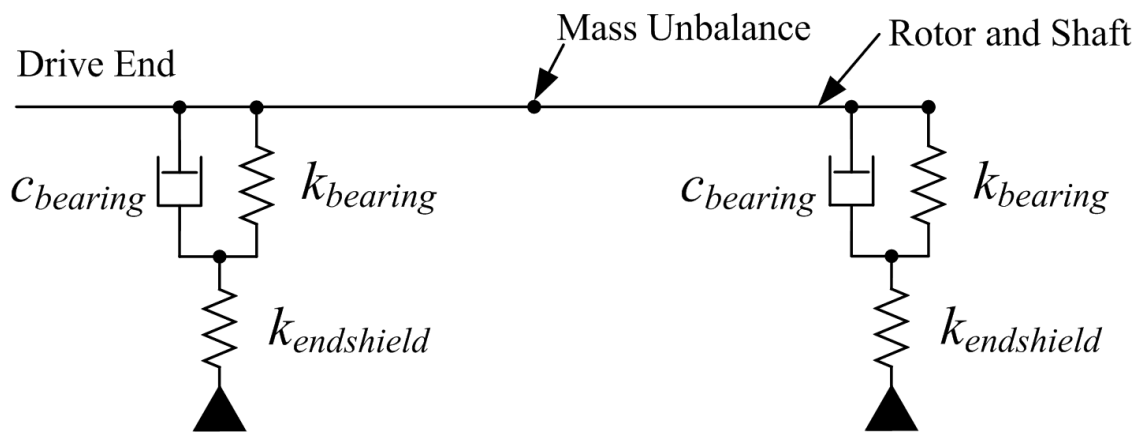 Mass Unbalance
Rotor and Shaft
Drive End
c_bearing
k_bearing
c_bearing
k_bearing
k_endshield
k_endshield